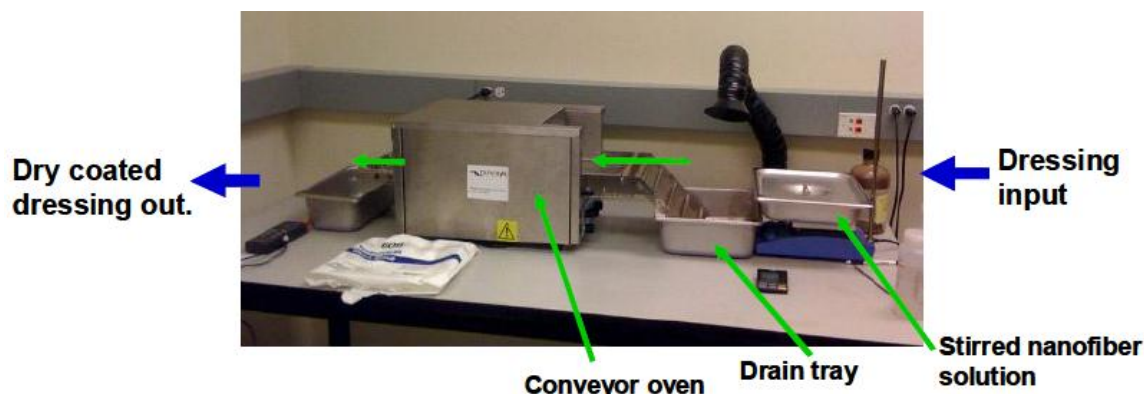 Dry coated
dressing out.
Dressing
input
Conveyor oven
Drain tray
Stirred nanofiber
solution